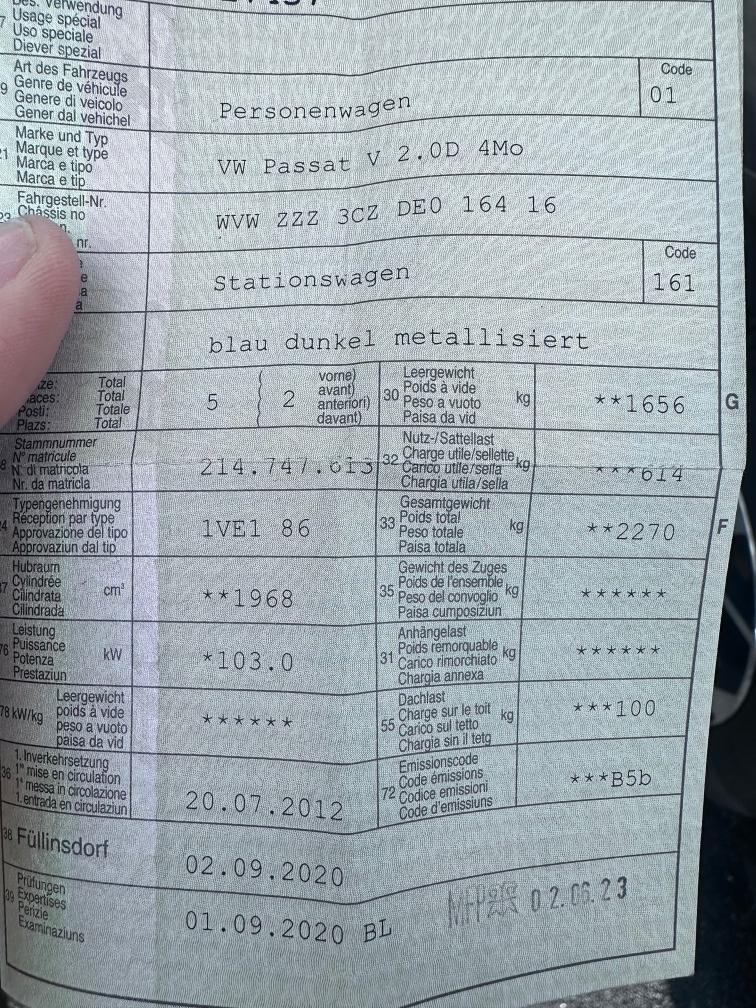 Des. Verwendung
Usage spécial
Uso speciale
Diever spezial
Art des Fahrzeugs
Genre de véhicule
Genere di veicolo
Gener dal vehichel
Personenwagen
Code
01
Marke und Typ
Marque et type
Marca e tipo
Marca e tip
VW Passat V 2.0D 4Mo
Fahrgestell-Nr.
Châssis no
nr.
WVW ZZZ 3CZ DE0 164 16
Stationswagen
Code
161
blau dunkel metallisiert
Total
Total
Posti: Totale
Plazs: Total
5
2
vorne)
avant)
anteriori)
davant)
30 Leergewicht
Poids à vide
Peso a vuoto
Paisa da vid
kg
**1656
G
Stammnummer
N° matricule
N. di matricola
Nr. da matricla
214.747.613
32 Nutz-/Sattellast
Charge utile/sellette
Carico utile/sella
Chargia utila/sella
kg
***614
Typengenehmigung
Réception par type
Approvazione del tipo
Approvaziun dal tip
1VE1 86
33 Gesamtgewicht
Poids total
Peso totale
Paisa totala
kg
**2270
F
Hubraum
Cylindrée
Cilindrata
Cilindrada
cm³
**1968
35 Gewicht des Zuges
Poids de l'ensemble
Peso del convoglio
Paisa cumposiziun
kg
******
Leistung
Puissance
Potenza
Prestaziun
kW
*103.0
31 Anhängelast
Poids remorquable
Carico rimorchiato
Chargia annexa
kg
******
78 kW/kg
Leergewicht
poids à vide
peso a vuoto
paisa da vid
******
55 Dachlast
Charge sur le toit
Carico sul tetto
Chargia sin il tetg
kg
***100
36 1. Inverkehrsetzung
1re mise en circulation
1a messa in circolazione
1. entrada en circulaziun
20.07.2012
72 Emissionscode
Code émissions
Codice emissioni
Code d'emissiuns
***B5b
38 Füllinsdorf
02.09.2020
39 Prüfungen
Expertises
Perizie
Examinaziuns
01.09.2020 BL
02.06.23